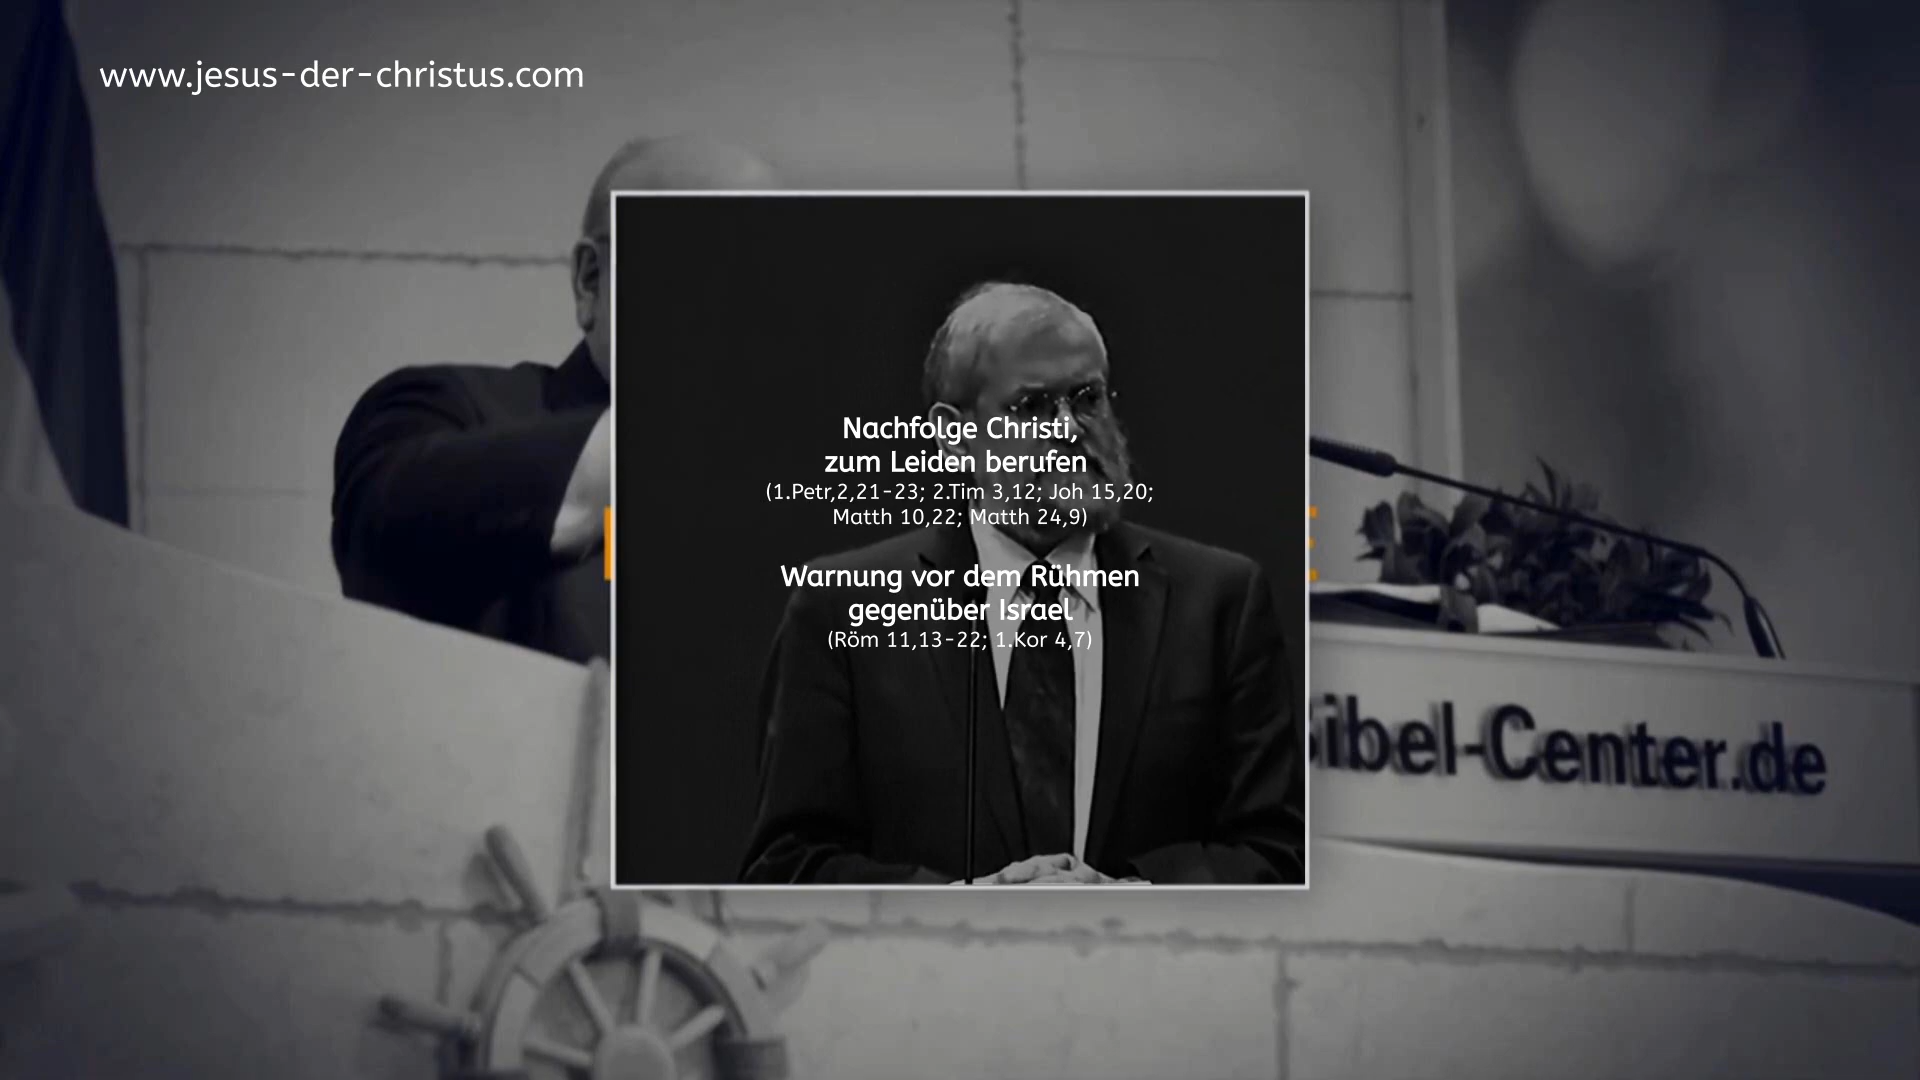 www.jesus-der-christus.com
Nachfolge Christi,
zum Leiden berufen
(1.Petr,2,21-23; 2.Tim 3,12; Joh 15,20;
Matth 10,22; Matth 24,9)
Warnung vor dem Rühmen
gegenüber Israel
(Röm 11,13-22; 1.Kor 4,7)
ibel-Center.de